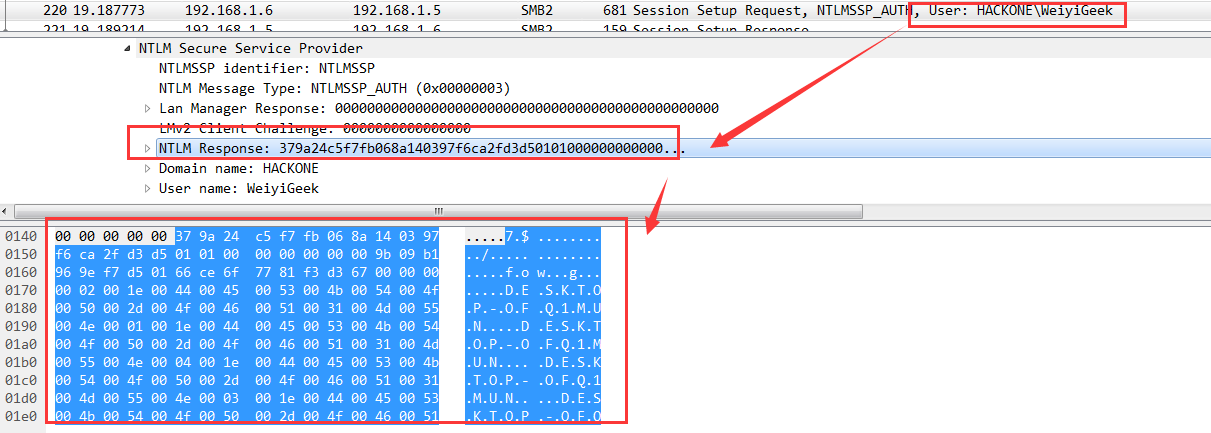 220 19.187773 192.168.1.6 192.168.1.5 SMB2 681 Session Setup Request, NTLMSSP_AUTH, User: HACKONE\WeiyiGeek
221 19.189214 192.168.1.5 192.168.1.6 SMB2 159 Session Setup Response
NTLM Secure Service Provider
NTLMSSP identifier: NTLMSSP
NTLM Message Type: NTLMSSP_AUTH (0x00000003)
Lan Manager Response: 000000000000000000000000000000000000000000000000
LMv2 Client Challenge: 0000000000000000
NTLM Response: 379a24c5f7fb068a140397f6ca2fd3d50101000000000000...
Domain name: HACKONE
User name: WeiyiGeek
0140 00 00 00 00 00 37 9a 24 c5 f7 fb 06 8a 14 03 97 .....7.$ ........
0150 f6 ca 2f d3 d5 01 01 00 00 00 00 00 00 9b 09 b1 ../..... ........
0160 96 9e f7 d5 01 66 ce 6f 77 81 f3 d3 67 00 00 00 .....f.o w...g...
0170 00 02 00 1e 00 44 00 45 00 53 00 4b 00 54 00 4f .....D.E .S.K.T.O
0180 00 50 00 2d 00 4f 00 46 00 51 00 31 00 4d 00 55 .P.-.O.F .Q.1.M.U
0190 00 4e 00 01 00 1e 00 44 00 45 00 53 00 4b 00 54 .N.....D .E.S.K.T
01a0 00 4f 00 50 00 2d 00 4f 00 46 00 51 00 31 00 4d .O.P.-.O .F.Q.1.M
01b0 00 55 00 4e 00 04 00 1e 00 44 00 45 00 53 00 4b .U.N.... .D.E.S.K
01c0 00 54 00 4f 00 50 00 2d 00 4f 00 46 00 51 00 31 .T.O.P.- .O.F.Q.1
01d0 00 4d 00 55 00 4e 00 03 00 1e 00 44 00 45 00 53 .M.U.N.. ...D.E.S
01e0 00 4b 00 54 00 4f 00 50 00 2d 00 4f 00 46 00 51 .K.T.O.P .-.O.F.Q